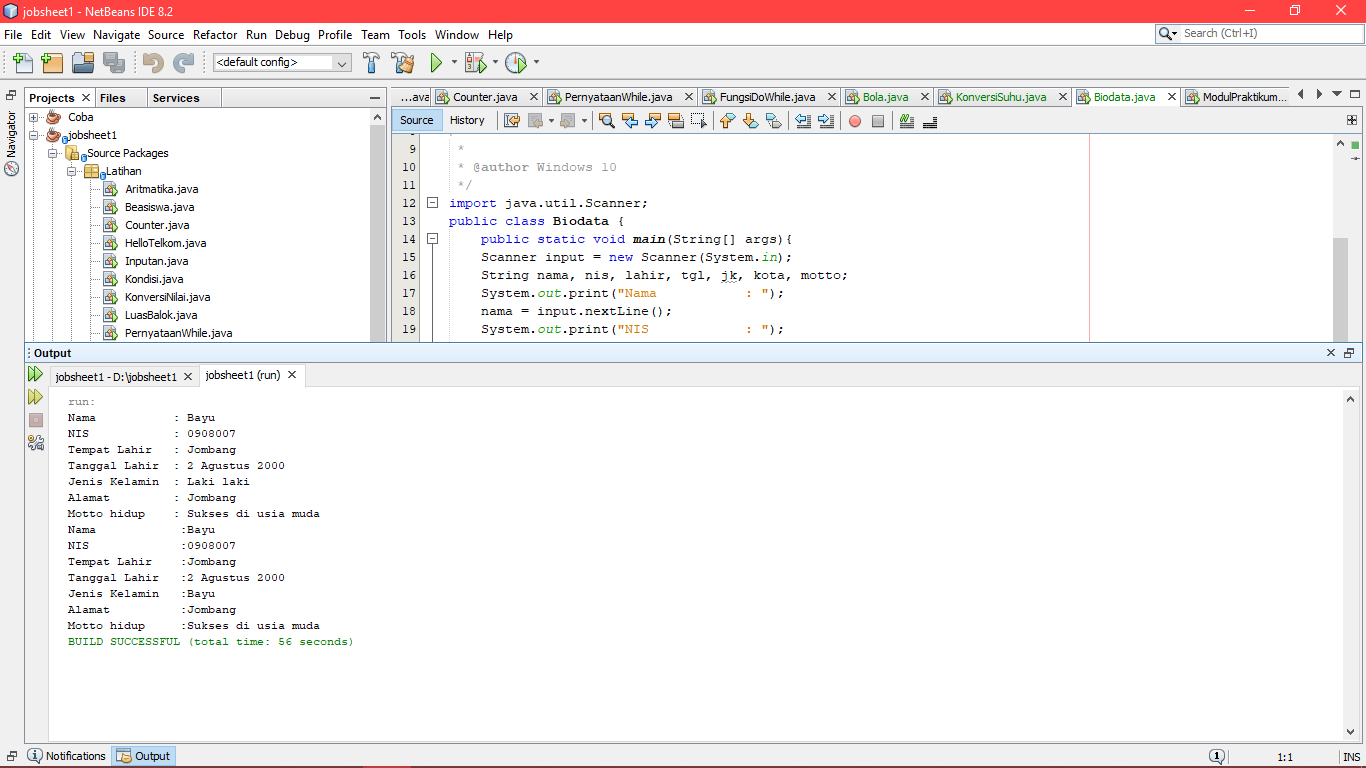 jobsheet1 - NetBeans IDE 8.2
File Edit View Navigate Source Refactor Run Debug Profile Team Tools Window Help
Search (Ctrl+I)
<default config>
Projects Files Services
Navigator
Coba
jobsheet1
Source Packages
Latihan
Aritmatika.java
Beasiswa.java
Counter.java
HelloTelkom.java
Inputan.java
Kondisi.java
KonversiNilai.java
LuasBalok.java
PernyataanWhile.java
...ava Counter.java PernyataanWhile.java FungsiDoWhile.java Bola.java KonversiSuhu.java Biodata.java ModulPraktikum...
Source History
9 *
10 * @author Windows 10
11 */
12 import java.util.Scanner;
13 public class Biodata {
14 public static void main(String[] args){
15 Scanner input = new Scanner(System.in);
16 String nama, nis, lahir, tgl, jk, kota, motto;
17 System.out.print("Nama : ");
18 nama = input.nextLine();
19 System.out.print("NIS : ");
Output
jobsheet1 - D:\jobsheet1 jobsheet1 (run)
run:
Nama : Bayu
NIS : 0908007
Tempat Lahir : Jombang
Tanggal Lahir : 2 Agustus 2000
Jenis Kelamin : Laki laki
Alamat : Jombang
Motto hidup : Sukses di usia muda
Nama :Bayu
NIS :0908007
Tempat Lahir :Jombang
Tanggal Lahir :2 Agustus 2000
Jenis Kelamin :Bayu
Alamat :Jombang
Motto hidup :Sukses di usia muda
BUILD SUCCESSFUL (total time: 56 seconds)
Notifications Output
1 1:1 INS